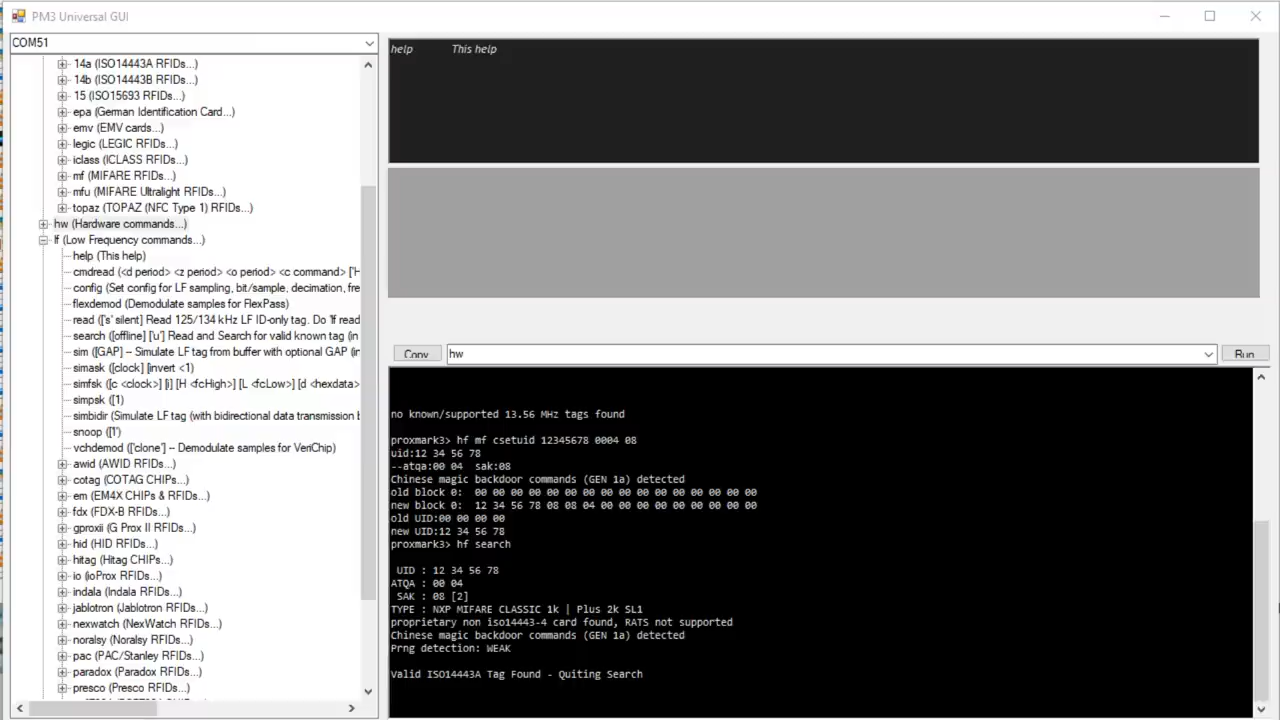 PM3 Universal GUI
COM51
14a (ISO14443A RFIDs...)
14b (ISO14443B RFIDs...)
15 (ISO15693 RFIDs...)
epa (German Identification Card...)
emv (EMV cards...)
legic (LEGIC RFIDs...)
iclass (ICLASS RFIDs...)
mf (MIFARE RFIDs...)
mfu (MIFARE Ultralight RFIDs...)
topaz (TOPAZ (NFC Type 1) RFIDs...)
hw (Hardware commands...)
lf (Low Frequency commands...)
help (This help)
cmdread (<d period> <z period> <o period> <c command> ['H
config (Set config for LF sampling, bit/sample, decimation, fre
flexdemod (Demodulate samples for FlexPass)
read (['s' silent] Read 125/134 kHz LF ID-only tag. Do 'lf read
search ([offline] ['u'] Read and Search for valid known tag (in
sim ([GAP] -- Simulate LF tag from buffer with optional GAP (in
simask ([clock] [invert <1)
simfsk ([c <clock>] [i] [H <fcHigh>] [L <fcLow>] [d <hexdata>
simpsk ([1)
simbidir (Simulate LF tag (with bidirectional data transmission b
snoop (['l')
vchdemod (['clone'] -- Demodulate samples for VeriChip)
awid (AWID RFIDs...)
cotag (COTAG CHIPs...)
em (EM4X CHIPs & RFIDs...)
fdx (FDX-B RFIDs...)
gproxii (G Prox II RFIDs...)
hid (HID RFIDs...)
hitag (Hitag CHIPs...)
io (ioProx RFIDs...)
indala (Indala RFIDs...)
jablotron (Jablotron RFIDs...)
nexwatch (NexWatch RFIDs...)
noralsy (Noralsy RFIDs...)
pac (PAC/Stanley RFIDs...)
paradox (Paradox RFIDs...)
presco (Presco RFIDs...)
help This help
Copy hw Run
no known/supported 13.56 MHz tags found
proxmark3> hf mf csetuid 12345678 0004 08
uid:12 34 56 78
--atqa:00 04 sak:08
Chinese magic backdoor commands (GEN 1a) detected
old block 0: 00 00 00 00 00 00 00 00 00 00 00 00 00 00 00 00
new block 0: 12 34 56 78 08 08 04 00 00 00 00 00 00 00 00 00
old UID:00 00 00 00
new UID:12 34 56 78
proxmark3> hf search
UID : 12 34 56 78
ATQA : 00 04
SAK : 08 [2]
TYPE : NXP MIFARE CLASSIC 1k | Plus 2k SL1
proprietary non iso14443-4 card found, RATS not supported
Chinese magic backdoor commands (GEN 1a) detected
Prng detection: WEAK
Valid ISO14443A Tag Found - Quiting Search